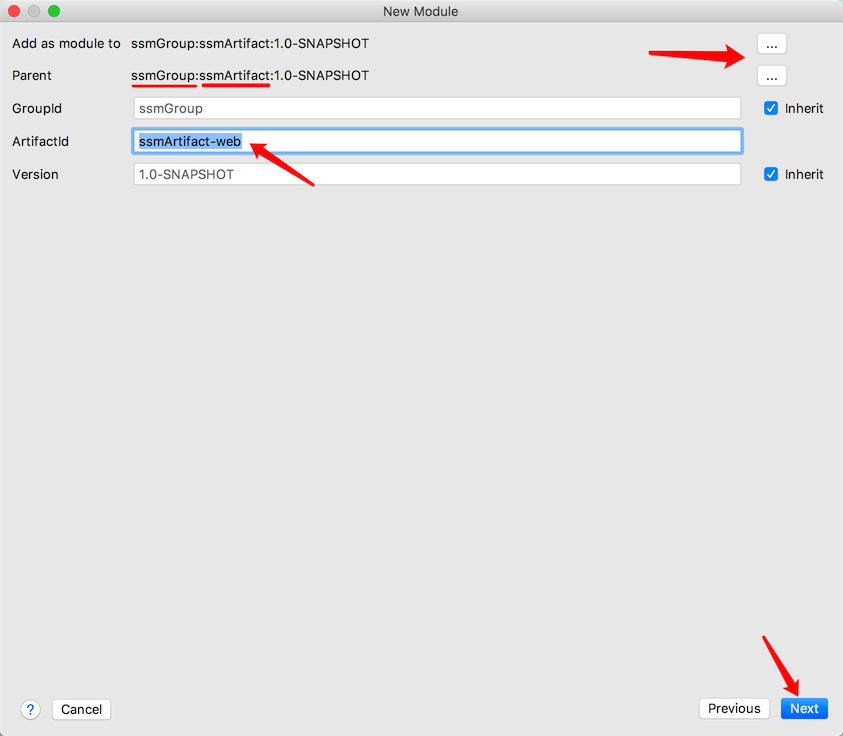 New Module
Add as module to ssmGroup:ssmArtifact:1.0-SNAPSHOT ...
Parent ssmGroup:ssmArtifact:1.0-SNAPSHOT ...
GroupId ssmGroup Inherit
ArtifactId ssmArtifact-web
Version 1.0-SNAPSHOT Inherit
? Cancel Previous Next